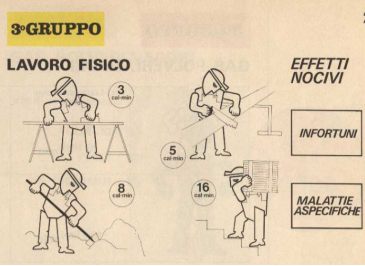 3º GRUPPO
LAVORO FISICO
3
cal·min
5
cal·min
8
cal·min
16
cal·min
EFFETTI
NOCIVI
INFORTUNI
MALATTIE
ASPECIFICHE